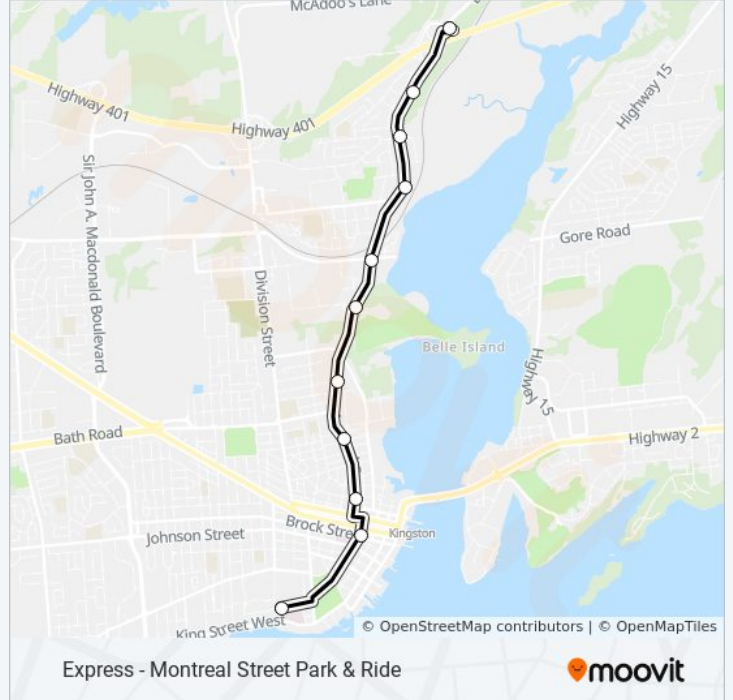 McAdoo's Lane
Highway 401
Highway 401
Highway 15
Sir John A. Macdonald Boulevard
Gore Road
Division Street
Belle Island
Highway 15
Bath Road
Highway 2
Johnson Street
Brock Stre
Kingston
King Street West
© OpenStreetMap contributors | © OpenMapTiles
Express - Montreal Street Park & Ride
moovit